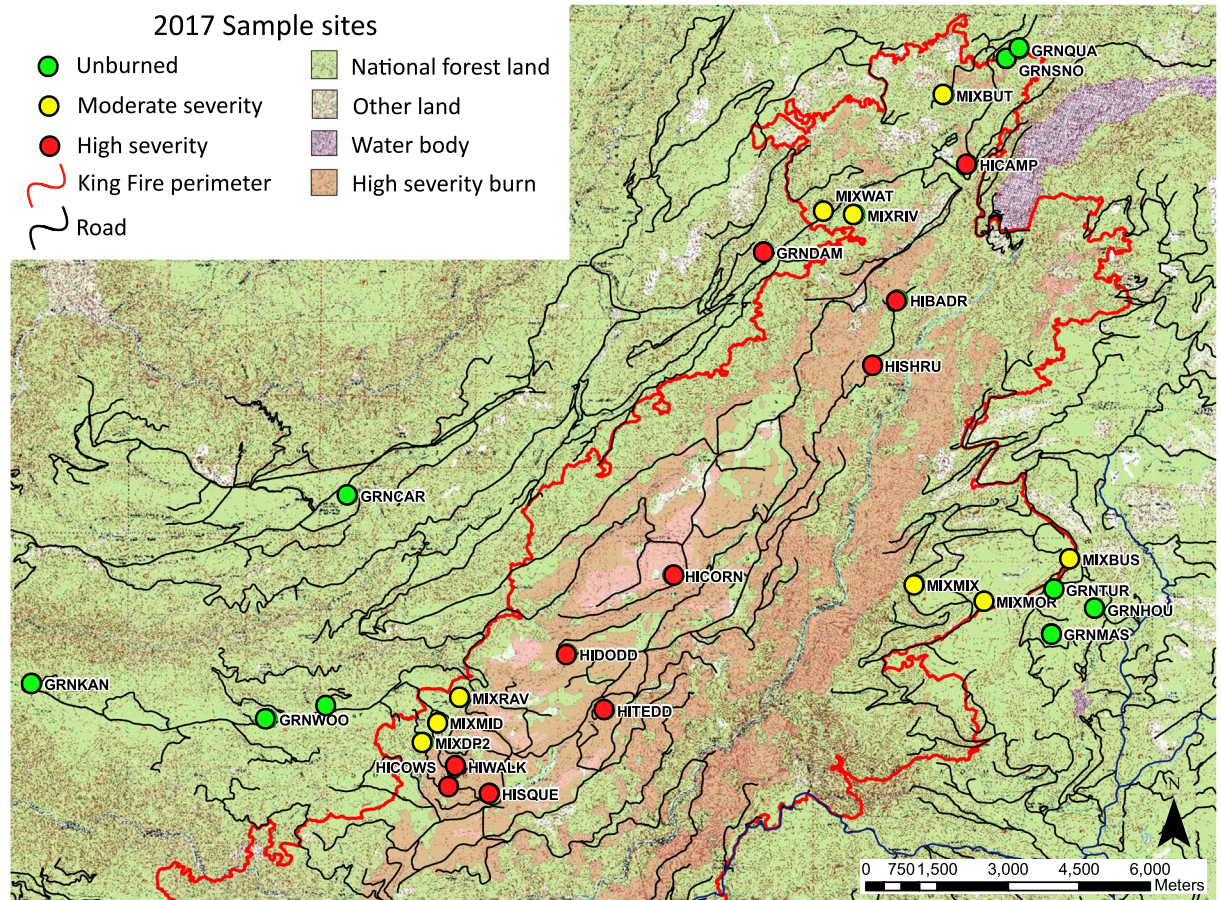 2017 Sample sites
Unburned
Moderate severity
High severity
King Fire perimeter
Road
National forest land
Other land
Water body
High severity burn
GRNQUA
GRNSNO
MIXBUT
HICAMP
MIXWAT
MIXRIV
GRNDAM
HIBADR
HISHRU
GRNCAR
HICORN
MIXBUS
MIXMIX
GRNTUR
MIXMOR
GRNHOU
GRNMAS
HIDODD
GRNKAN
MIXRAV
HITEDD
GRNWOO
MIXMID
MIXDP2
HICOWS
HIWALK
HISQUE
N
0 750 1,500 3,000 4,500 6,000
Meters